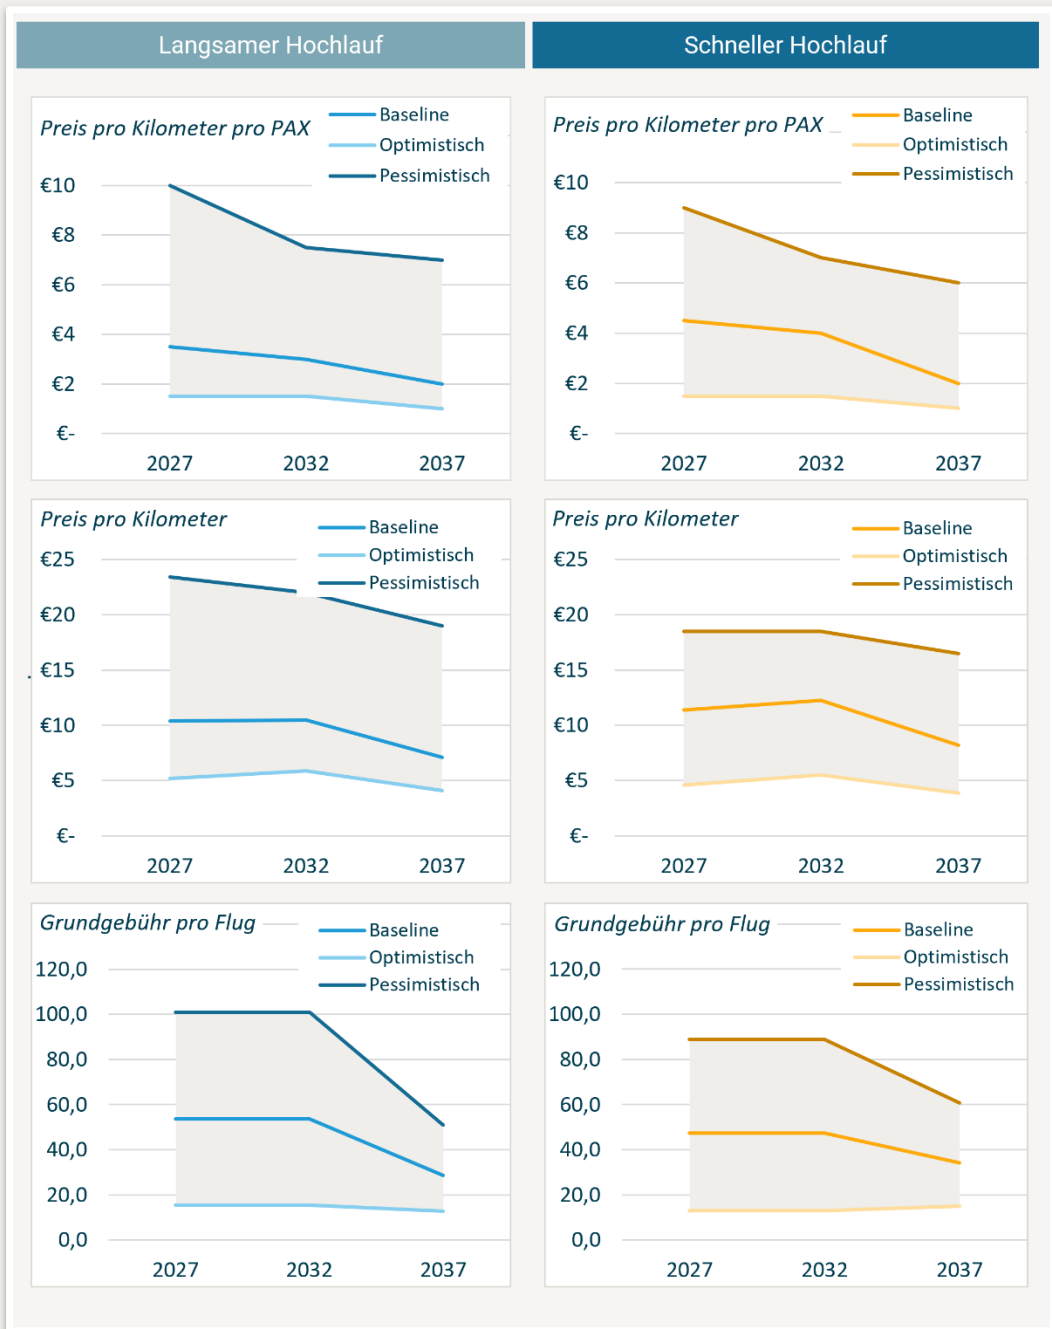 Langsamer Hochlauf
Schneller Hochlauf
Preis pro Kilometer pro PAX
Baseline
Optimistisch
Pessimistisch
€10
€8
€6
€4
€2
€-
2027 2032 2037
Preis pro Kilometer pro PAX
Baseline
Optimistisch
Pessimistisch
€10
€8
€6
€4
€2
€-
2027 2032 2037
Preis pro Kilometer
Baseline
Optimistisch
Pessimistisch
€25
€20
€15
€10
€5
€-
2027 2032 2037
Preis pro Kilometer
Baseline
Optimistisch
Pessimistisch
€25
€20
€15
€10
€5
€-
2027 2032 2037
Grundgebühr pro Flug
Baseline
Optimistisch
Pessimistisch
120,0
100,0
80,0
60,0
40,0
20,0
0,0
2027 2032 2037
Grundgebühr pro Flug
Baseline
Optimistisch
Pessimistisch
120,0
100,0
80,0
60,0
40,0
20,0
0,0
2027 2032 2037